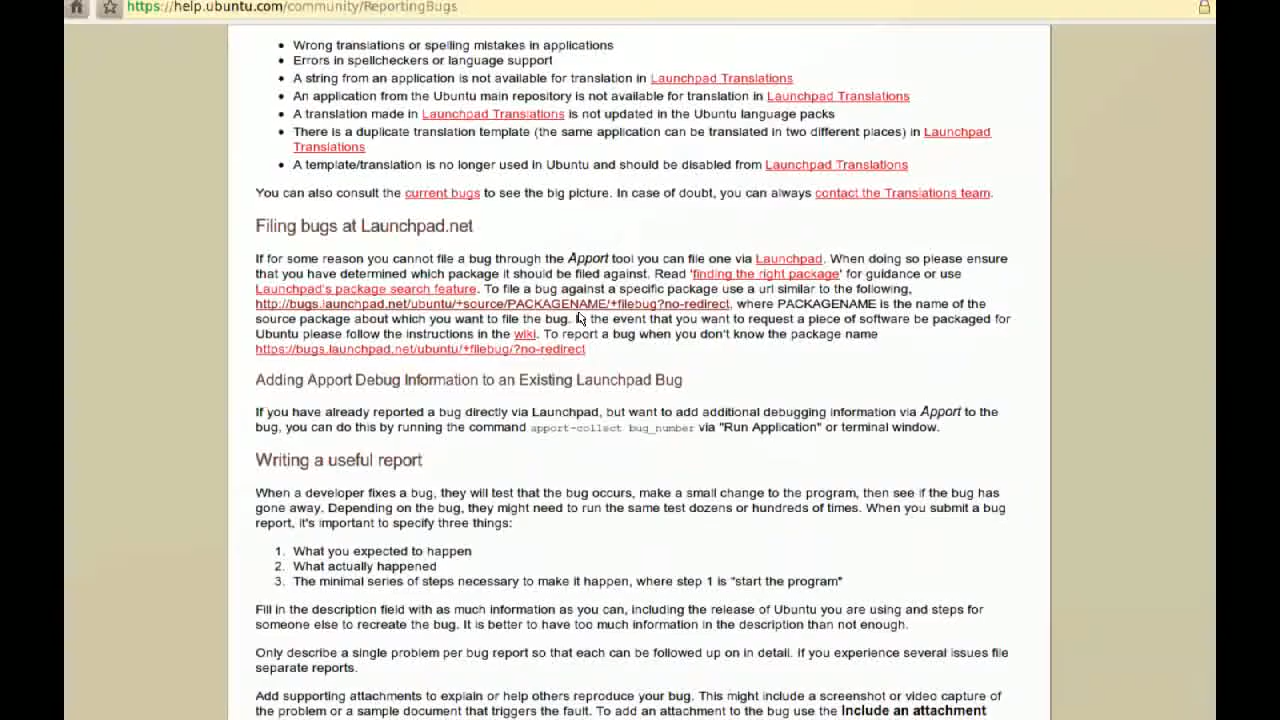 https://help.ubuntu.com/community/ReportingBugs
• Wrong translations or spelling mistakes in applications
• Errors in spellcheckers or language support
• A string from an application is not available for translation in Launchpad Translations
• An application from the Ubuntu main repository is not available for translation in Launchpad Translations
• A translation made in Launchpad Translations is not updated in the Ubuntu language packs
• There is a duplicate translation template (the same application can be translated in two different places) in Launchpad
Translations
• A template/translation is no longer used in Ubuntu and should be disabled from Launchpad Translations
You can also consult the current bugs to see the big picture. In case of doubt, you can always contact the Translations team.
Filing bugs at Launchpad.net
If for some reason you cannot file a bug through the Apport tool you can file one via Launchpad. When doing so please ensure
that you have determined which package it should be filed against. Read 'finding the right package' for guidance or use
Launchpad's package search feature. To file a bug against a specific package use a url similar to the following,
http://bugs.launchpad.net/ubuntu/+source/PACKAGENAME/+filebug?no-redirect, where PACKAGENAME is the name of the
source package about which you want to file the bug. the event that you want to request a piece of software be packaged for
Ubuntu please follow the instructions in the wiki. To report a bug when you don't know the package name
https://bugs.launchpad.net/ubuntu/+filebug/?no-redirect
Adding Apport Debug Information to an Existing Launchpad Bug
If you have already reported a bug directly via Launchpad, but want to add additional debugging information via Apport to the
bug, you can do this by running the command apport-collect bug_number via "Run Application" or terminal window.
Writing a useful report
When a developer fixes a bug, they will test that the bug occurs, make a small change to the program, then see if the bug has
gone away. Depending on the bug, they might need to run the same test dozens or hundreds of times. When you submit a bug
report, it's important to specify three things:
1. What you expected to happen
2. What actually happened
3. The minimal series of steps necessary to make it happen, where step 1 is "start the program"
Fill in the description field with as much information as you can, including the release of Ubuntu you are using and steps for
someone else to recreate the bug. It is better to have too much information in the description than not enough.
Only describe a single problem per bug report so that each can be followed up on in detail. If you experience several issues file
separate reports.
Add supporting attachments to explain or help others reproduce your bug. This might include a screenshot or video capture of
the problem or a sample document that triggers the fault. To add an attachment to the bug use the Include an attachment